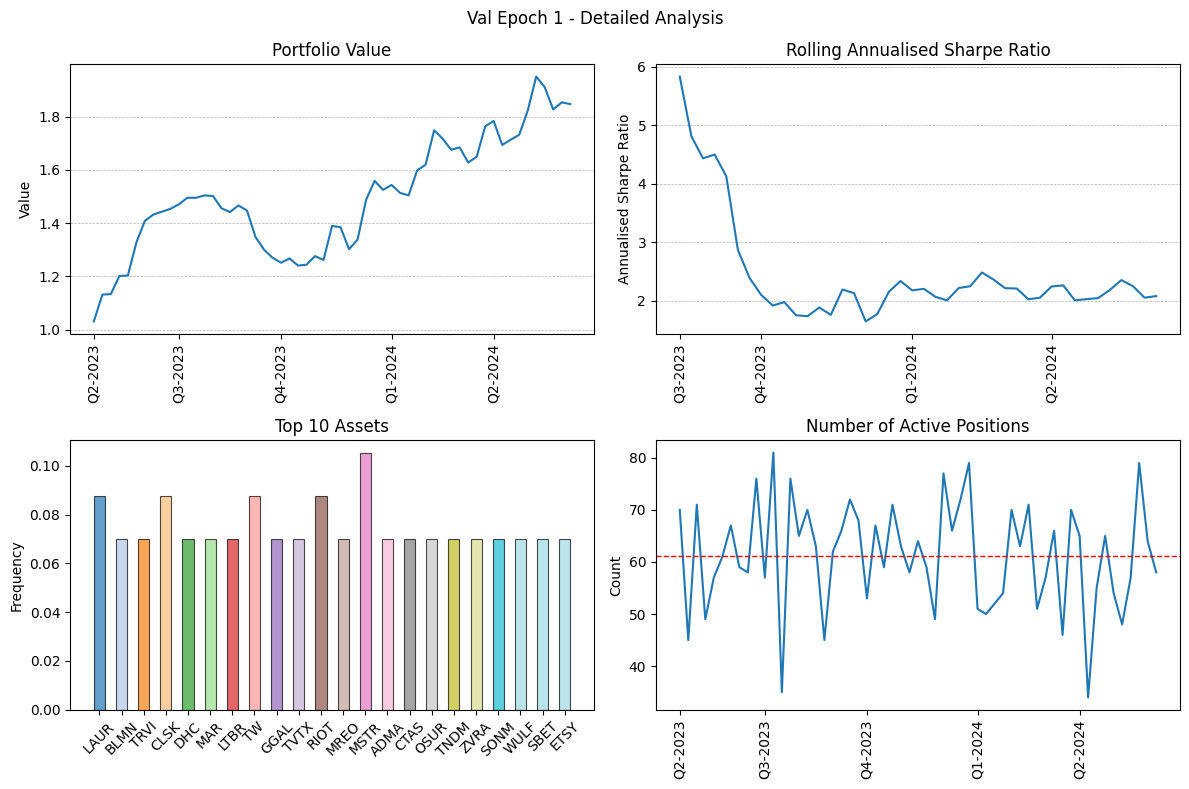 Val Epoch 1 - Detailed Analysis
Portfolio Value
Value
1.8
1.6
1.4
1.2
1.0
Q2-2023
Q3-2023
Q4-2023
Q1-2024
Q2-2024
Rolling Annualised Sharpe Ratio
Annualised Sharpe Ratio
6
5
4
3
2
Q3-2023
Q4-2023
Q1-2024
Q2-2024
Top 10 Assets
Frequency
0.10
0.08
0.06
0.04
0.02
0.00
LAUR
BLMN
TRVI
CLSK
DHC
MAR
LTBR
TW
GGAL
TVTX
RIOT
MREO
MSTR
ADMA
CTAS
OSUR
TNDM
ZVRA
SONM
WULF
SBET
ETSY
Number of Active Positions
Count
80
70
60
50
40
Q2-2023
Q3-2023
Q4-2023
Q1-2024
Q2-2024